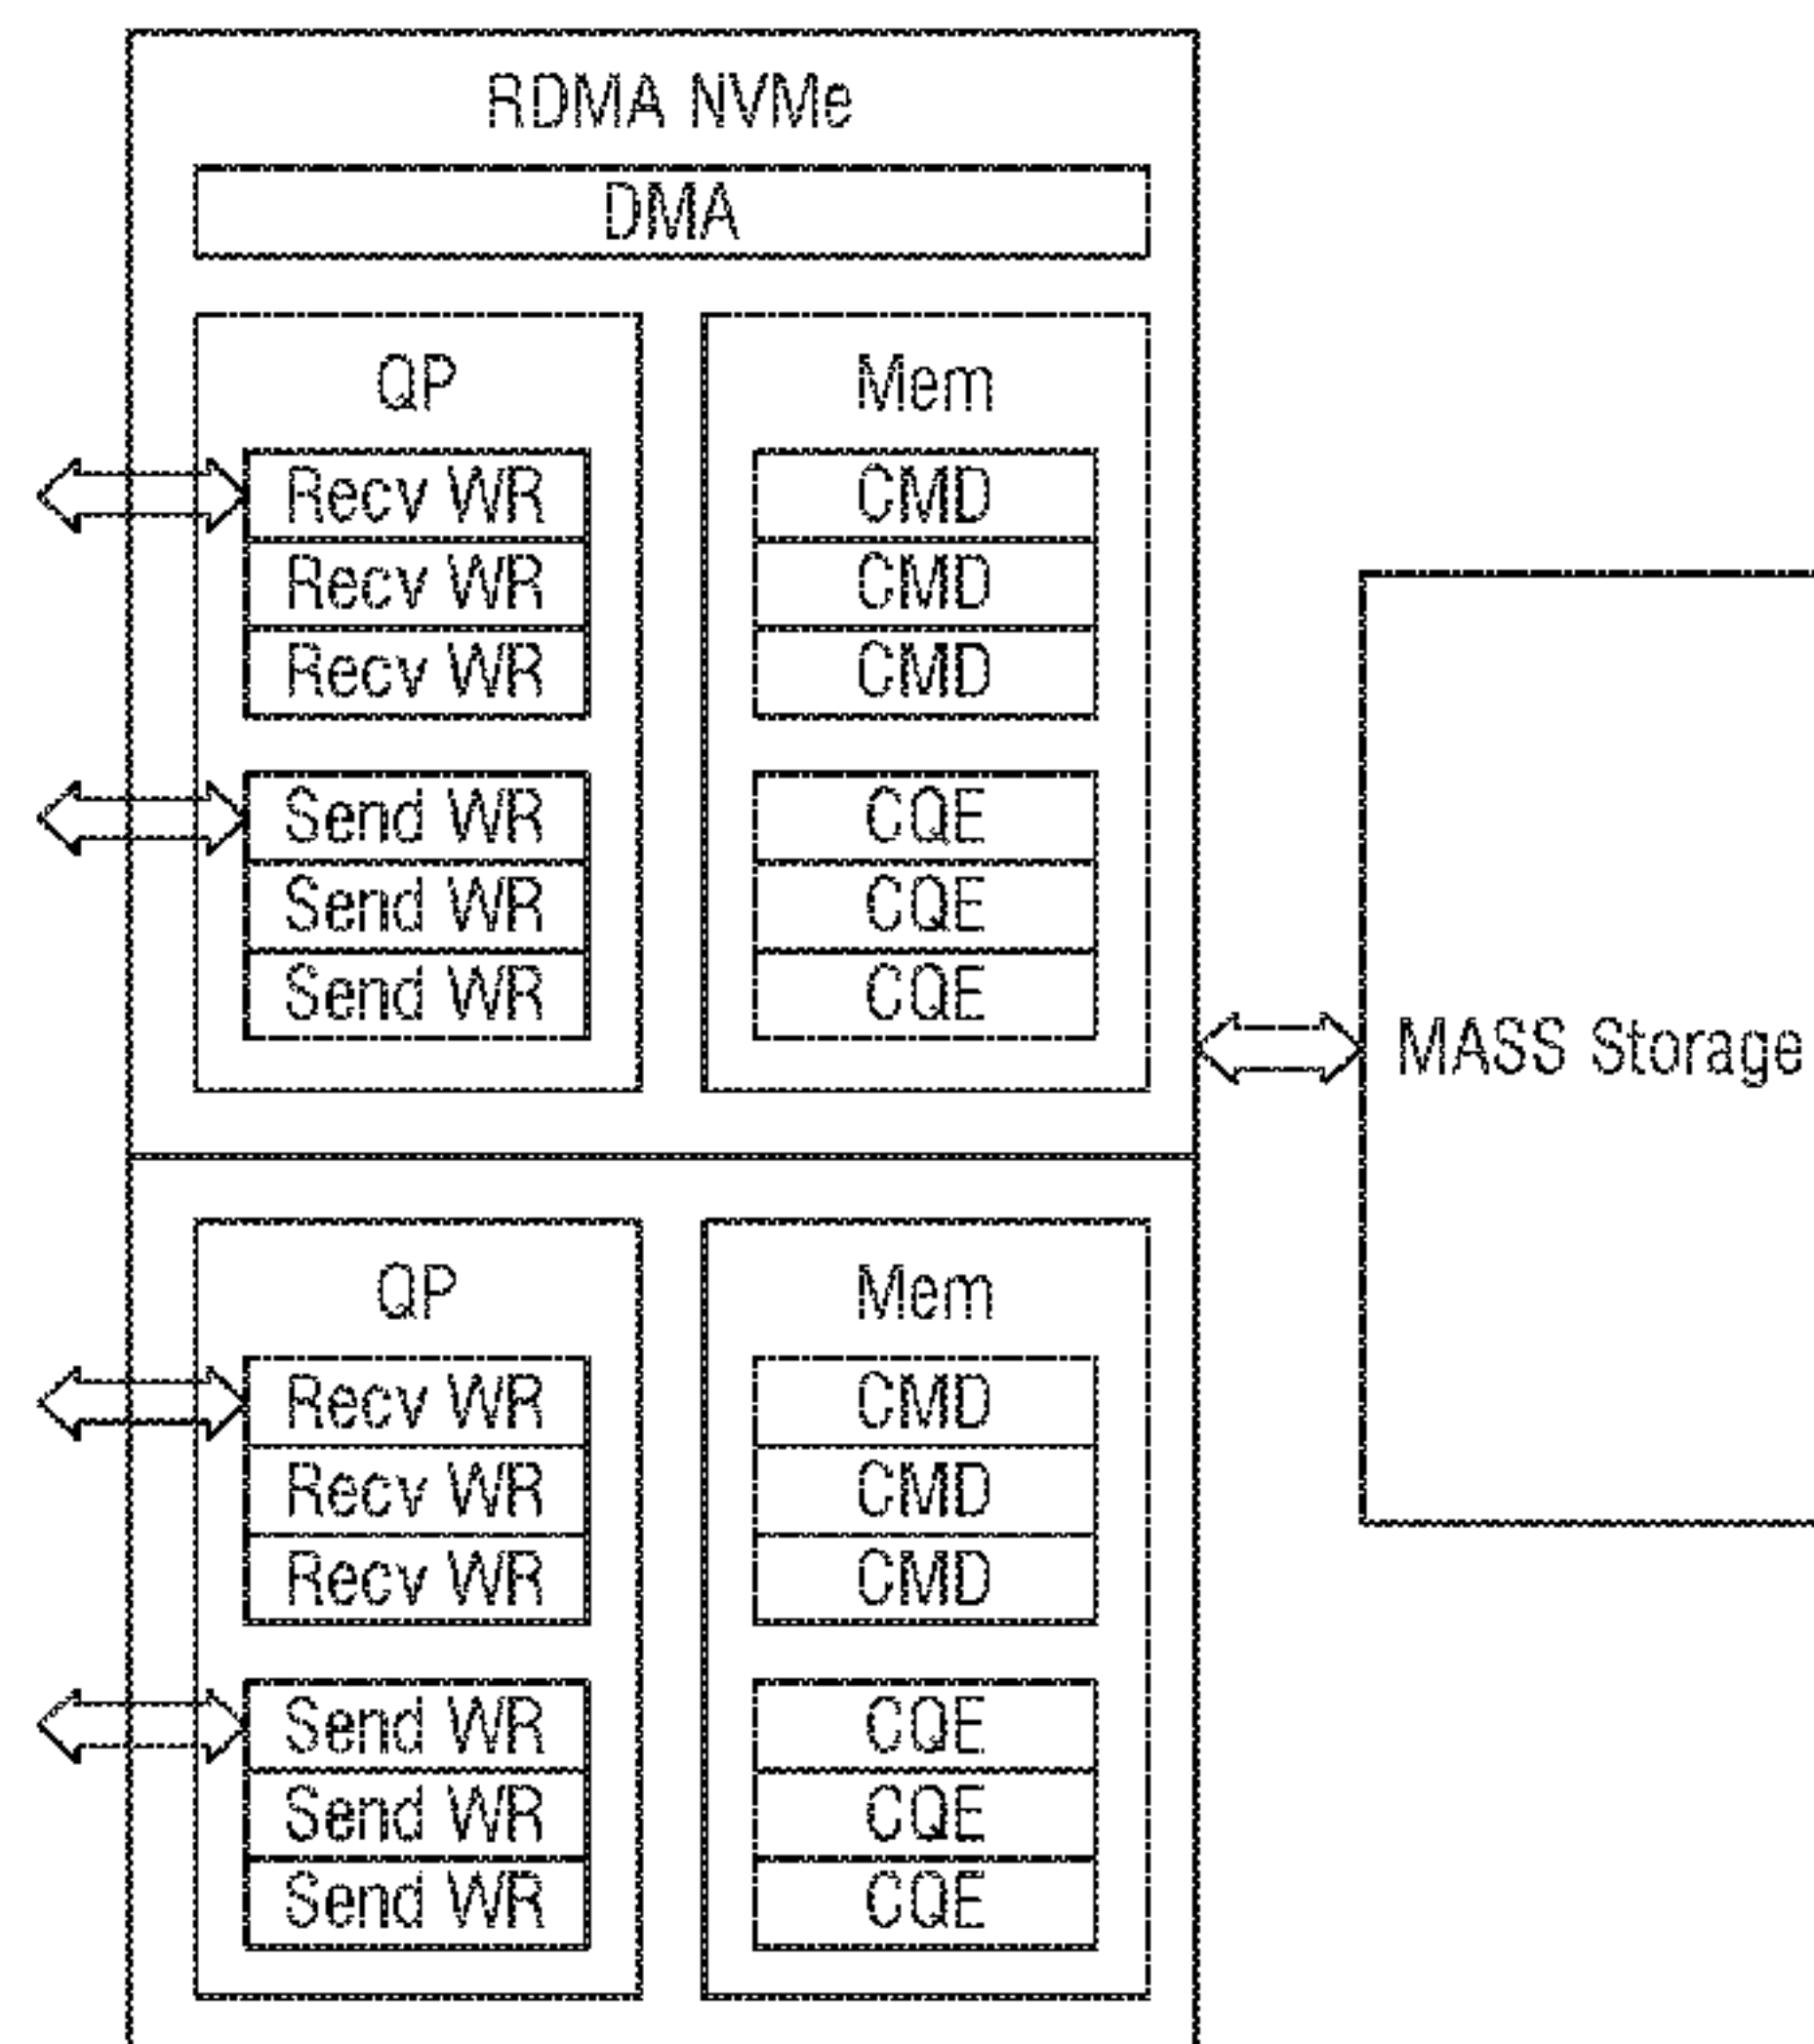 RDMA NVMe
DMA
QP
Recv WR
Recv WR
Recv WR
Send WR
Send WR
Send WR
Mem
CMD
CMD
CMD
CQE
CQE
CQE
MASS Storage
QP
Recv WR
Recv WR
Recv WR
Send WR
Send WR
Send WR
Mem
CMD
CMD
CMD
CQE
CQE
CQE